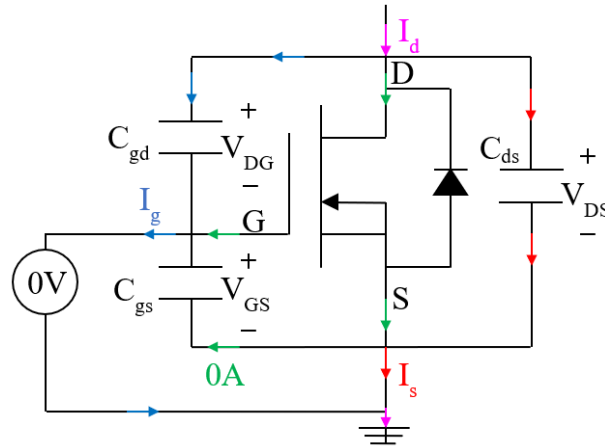 I_d
D
+
C_gd
V_DG
−
C_ds
+
V_DS
−
I_g
G
0V
+
C_gs
V_GS
−
S
0A
I_s